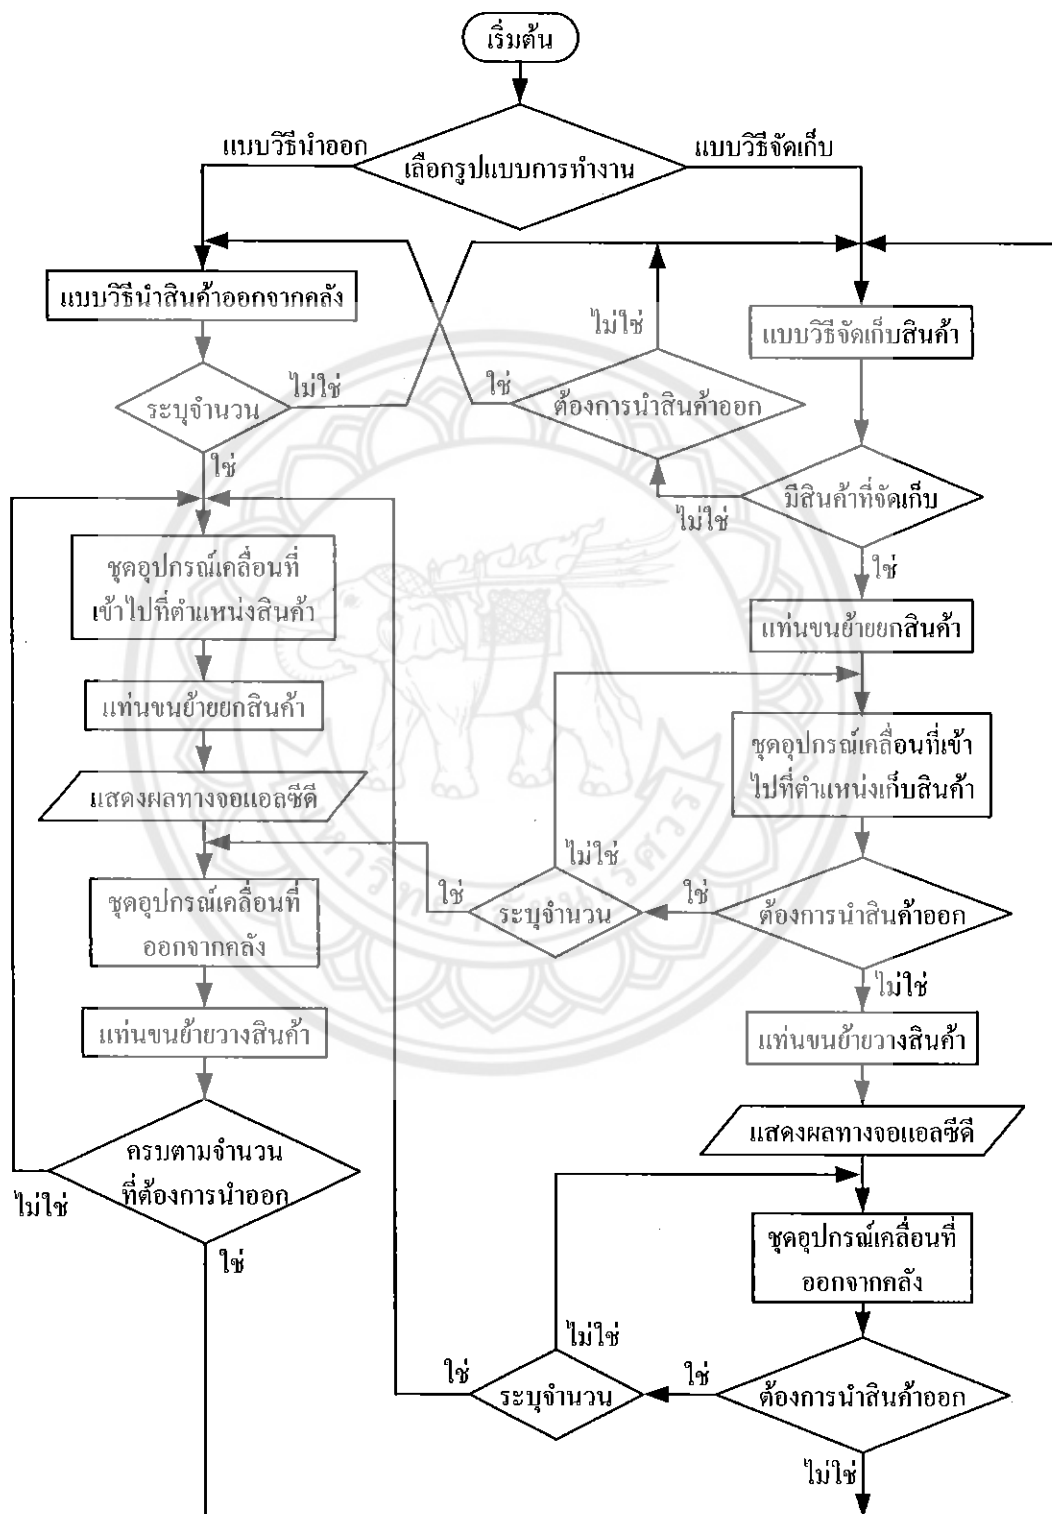 เริ่มต้น
เลือกรูปแบบการทำงาน
แบบวิธีนำออก
แบบวิธีจัดเก็บ
แบบวิธีนำสินค้าออกจากคลัง
ระบุจำนวน
ไม่ใช่
ใช่
ชุดอุปกรณ์เคลื่อนที่
เข้าไปที่ตำแหน่งสินค้า
แท่นขนย้ายยกสินค้า
แสดงผลทางจอแอลซีดี
ชุดอุปกรณ์เคลื่อนที่
ออกจากคลัง
แท่นขนย้ายวางสินค้า
ครบตามจำนวน
ที่ต้องการนำออก
ไม่ใช่
ใช่
แบบวิธีจัดเก็บสินค้า
มีสินค้าที่จัดเก็บ
ไม่ใช่
ใช่
ต้องการนำสินค้าออก
ไม่ใช่
ใช่
แท่นขนย้ายยกสินค้า
ชุดอุปกรณ์เคลื่อนที่เข้า
ไปที่ตำแหน่งเก็บสินค้า
ต้องการนำสินค้าออก
ใช่
ไม่ใช่
ระบุจำนวน
ไม่ใช่
ใช่
แท่นขนย้ายวางสินค้า
แสดงผลทางจอแอลซีดี
ชุดอุปกรณ์เคลื่อนที่
ออกจากคลัง
ต้องการนำสินค้าออก
ใช่
ไม่ใช่
ระบุจำนวน
ไม่ใช่
ใช่